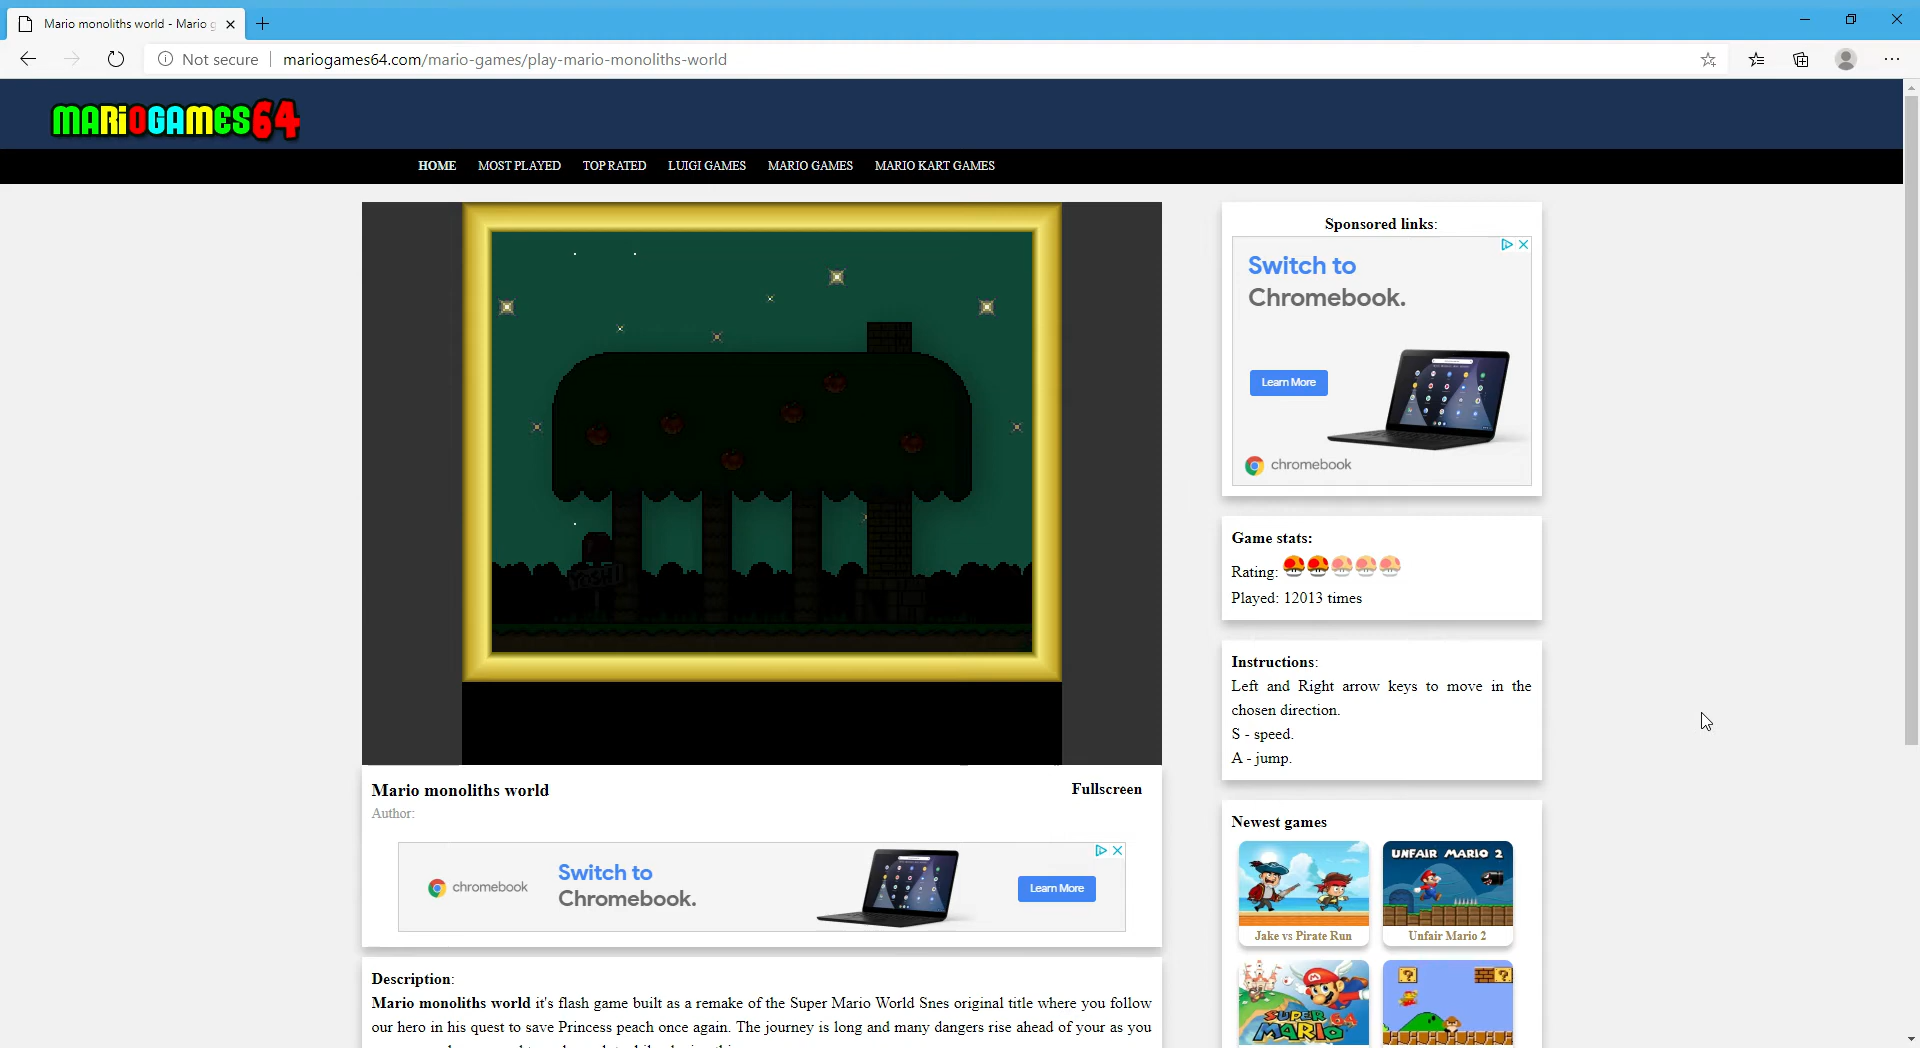 Mario monoliths world - Mario g
Not secure
mariogames64.com/mario-games/play-mario-monoliths-world
MARiOGAMES64
HOME MOST PLAYED TOP RATED LUIGI GAMES MARIO GAMES MARIO KART GAMES
YOSHI
Mario monoliths world
Fullscreen
Author:
chromebook
Switch to
Chromebook.
Learn More
Description:
Mario monoliths world it's flash game built as a remake of the Super Mario World Snes original title where you follow
our hero in his quest to save Princess peach once again. The journey is long and many dangers rise ahead of your as you
Sponsored links:
Switch to
Chromebook.
Learn More
chromebook
Game stats:
Rating:
Played: 12013 times
Instructions:
Left and Right arrow keys to move in the
chosen direction.
S - speed.
A - jump.
Newest games
UNFAIR MARIO 2
Jake vs Pirate Run
Unfair Mario 2
SUPER
MARIO 64